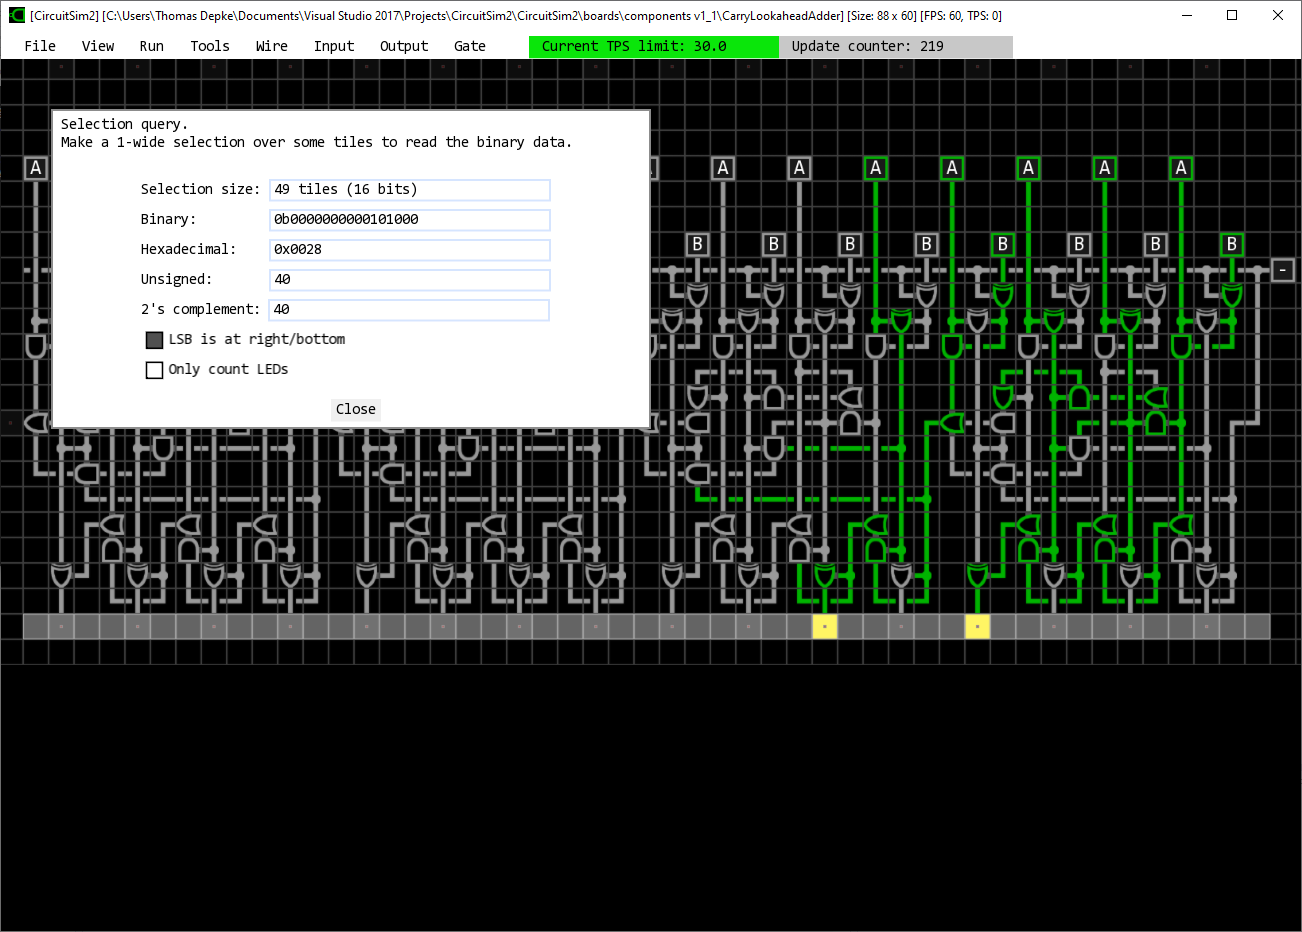 [CircuitSim2] [C:\Users\Thomas Depke\Documents\Visual Studio 2017\Projects\CircuitSim2\CircuitSim2\boards\components v1_1\CarryLookaheadAdder] [Size: 88 x 60] [FPS: 60, TPS: 0]
File View Run Tools Wire Input Output Gate Current TPS limit: 30.0 Update counter: 219
Selection query.
Make a 1-wide selection over some tiles to read the binary data.
A A A A A A A A
Selection size: 49 tiles (16 bits)
Binary: 0b0000000000101000
B B B B B B B B
Hexadecimal: 0x0028
-
Unsigned: 40
2's complement: 40
LSB is at right/bottom
Only count LEDs
Close